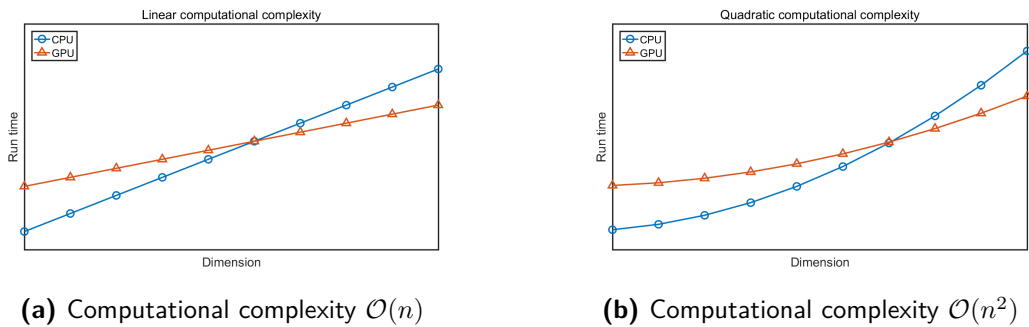 Linear computational complexity
CPU
GPU
Run time
Dimension
(a) Computational complexity 𝒪(n)
Quadratic computational complexity
CPU
GPU
Run time
Dimension
(b) Computational complexity 𝒪(n²)